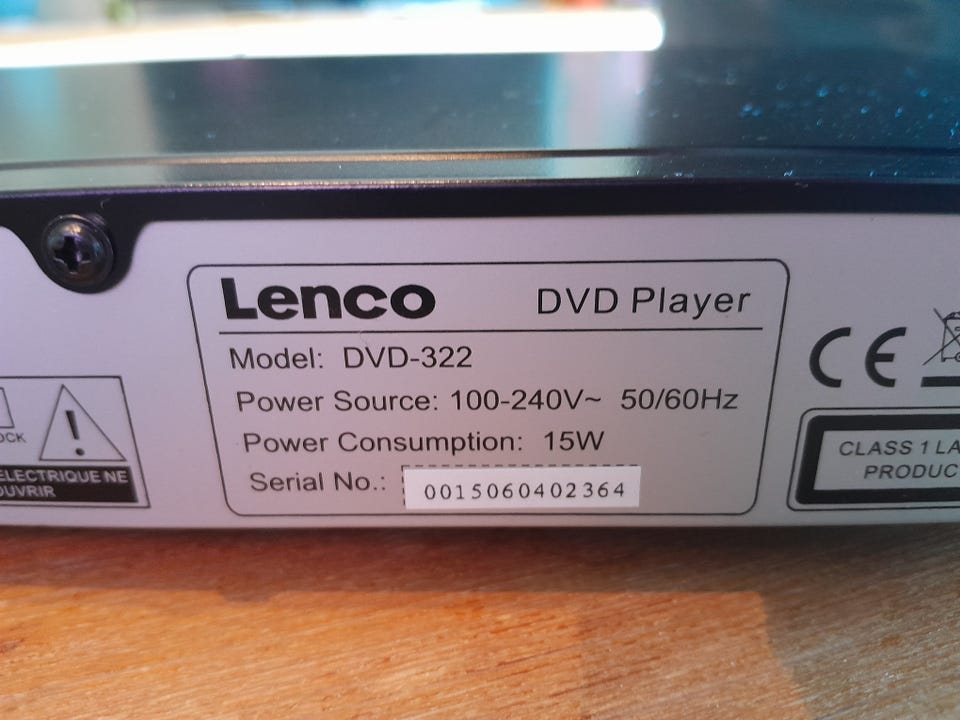 Lenco DVD Player
Model: DVD-322
Power Source: 100-240V~ 50/60Hz
Power Consumption: 15W
Serial No.: 0015060402364
ELECTRIQUE NE
OUVRIR
CE
CLASS 1 LA
PRODUC